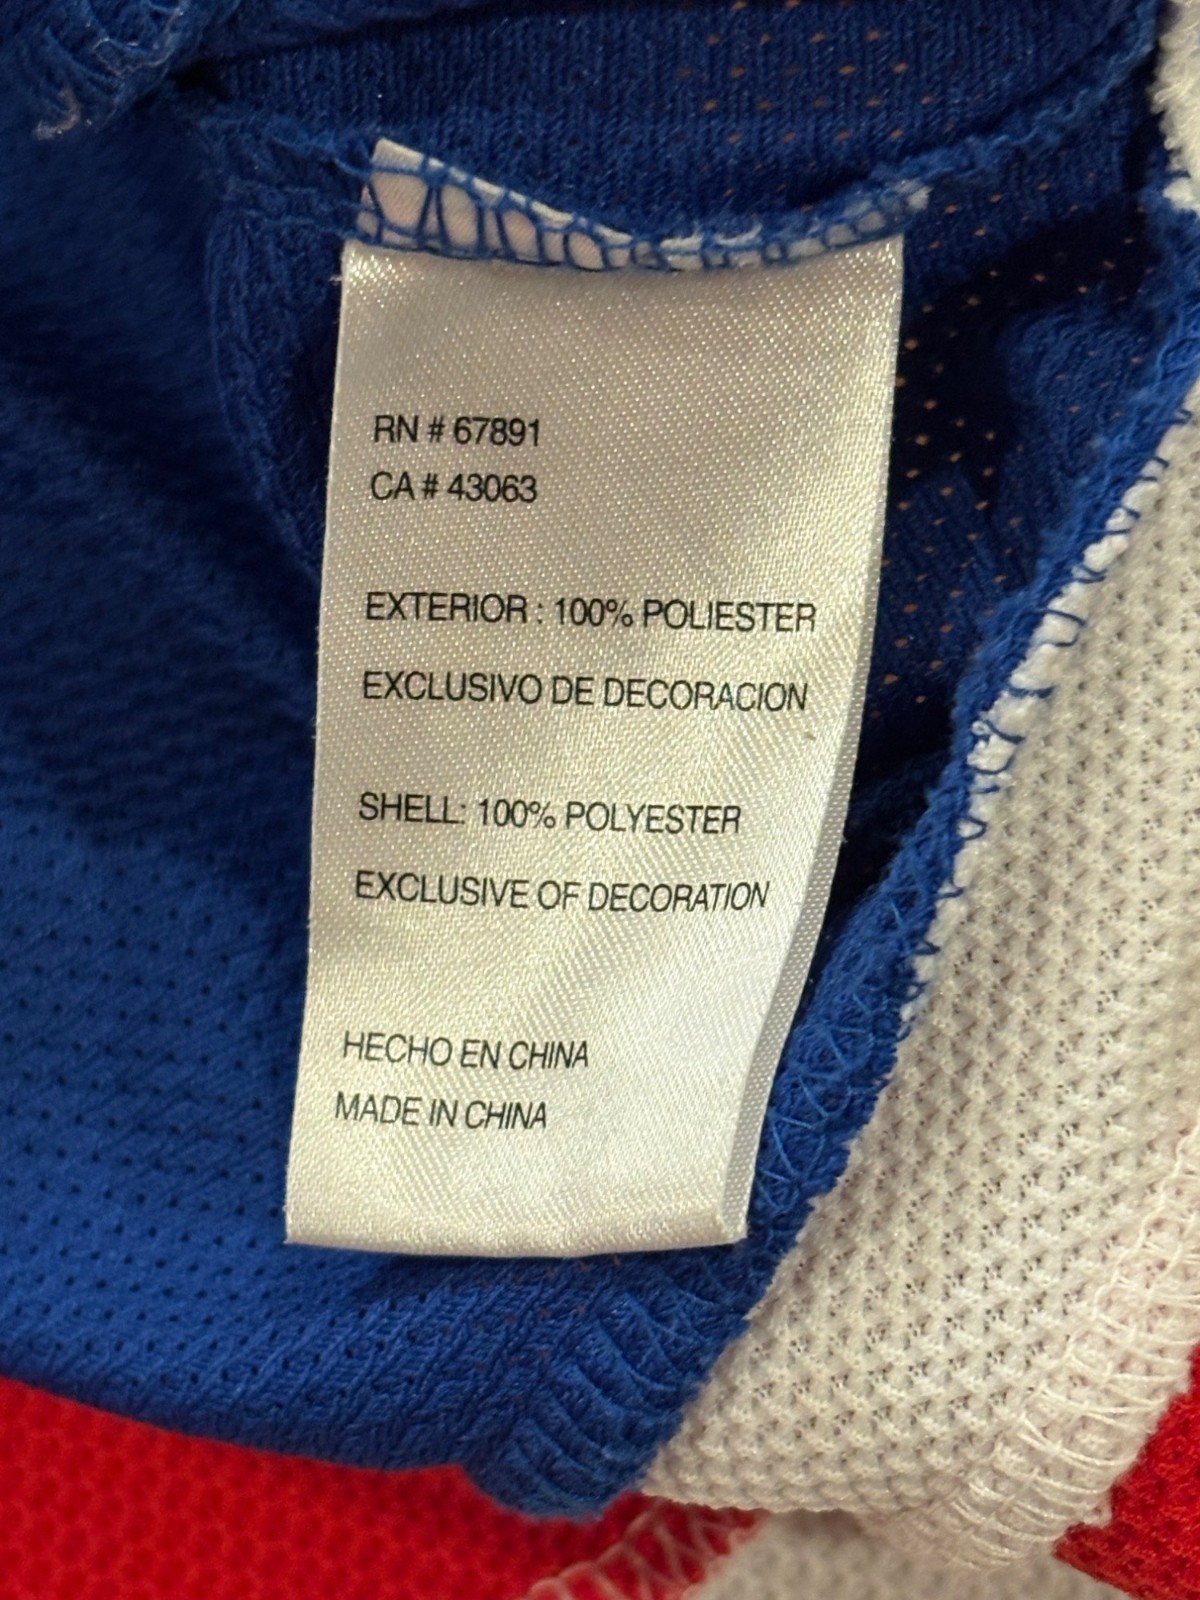 RN # 67891
CA # 43063
EXTERIOR : 100% POLIESTER
EXCLUSIVO DE DECORACION
SHELL: 100% POLYESTER
EXCLUSIVE OF DECORATION
HECHO EN CHINA
MADE IN CHINA